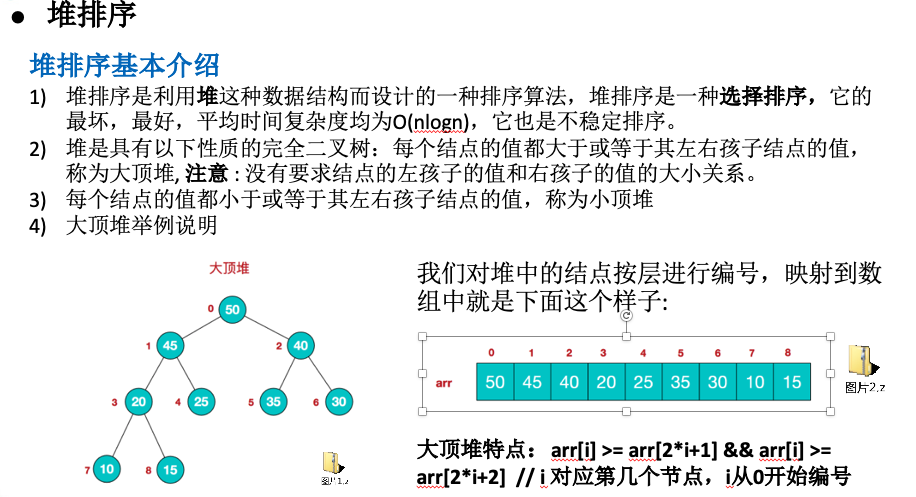 ● 堆排序
堆排序基本介绍
1) 堆排序是利用堆这种数据结构而设计的一种排序算法，堆排序是一种选择排序，它的
最坏，最好，平均时间复杂度均为O(nlogn)，它也是不稳定排序。
2) 堆是具有以下性质的完全二叉树：每个结点的值都大于或等于其左右孩子结点的值，
称为大顶堆, 注意 : 没有要求结点的左孩子的值和右孩子的值的大小关系。
3) 每个结点的值都小于或等于其左右孩子结点的值，称为小顶堆
4) 大顶堆举例说明
大顶堆
0 50
1 45
2 40
3 20
4 25
5 35
6 30
7 10
8 15
图片1.z
我们对堆中的结点按层进行编号，映射到数
组中就是下面这个样子:
0 1 2 3 4 5 6 7 8
arr 50 45 40 20 25 35 30 10 15
图片2.z
大顶堆特点：arr[i] >= arr[2*i+1] && arr[i] >=
arr[2*i+2] // i 对应第几个节点，i从0开始编号